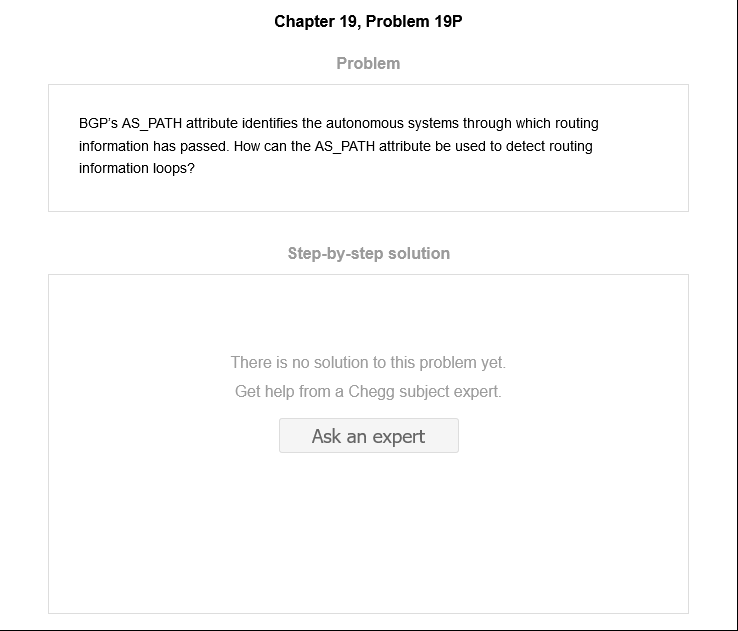 Chapter 19, Problem 19P
Problem
BGP's AS_PATH attribute identifies the autonomous systems through which routing
information has passed. How can the AS_PATH attribute be used to detect routing
information loops?
Step-by-step solution
There is no solution to this problem yet.
Get help from a Chegg subject expert.
Ask an expert